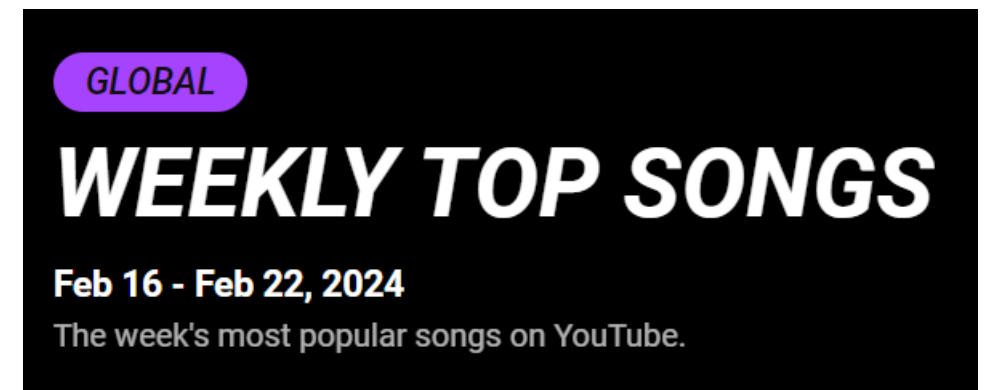 GLOBAL
WEEKLY TOP SONGS
Feb 16 - Feb 22, 2024
The week's most popular songs on YouTube.